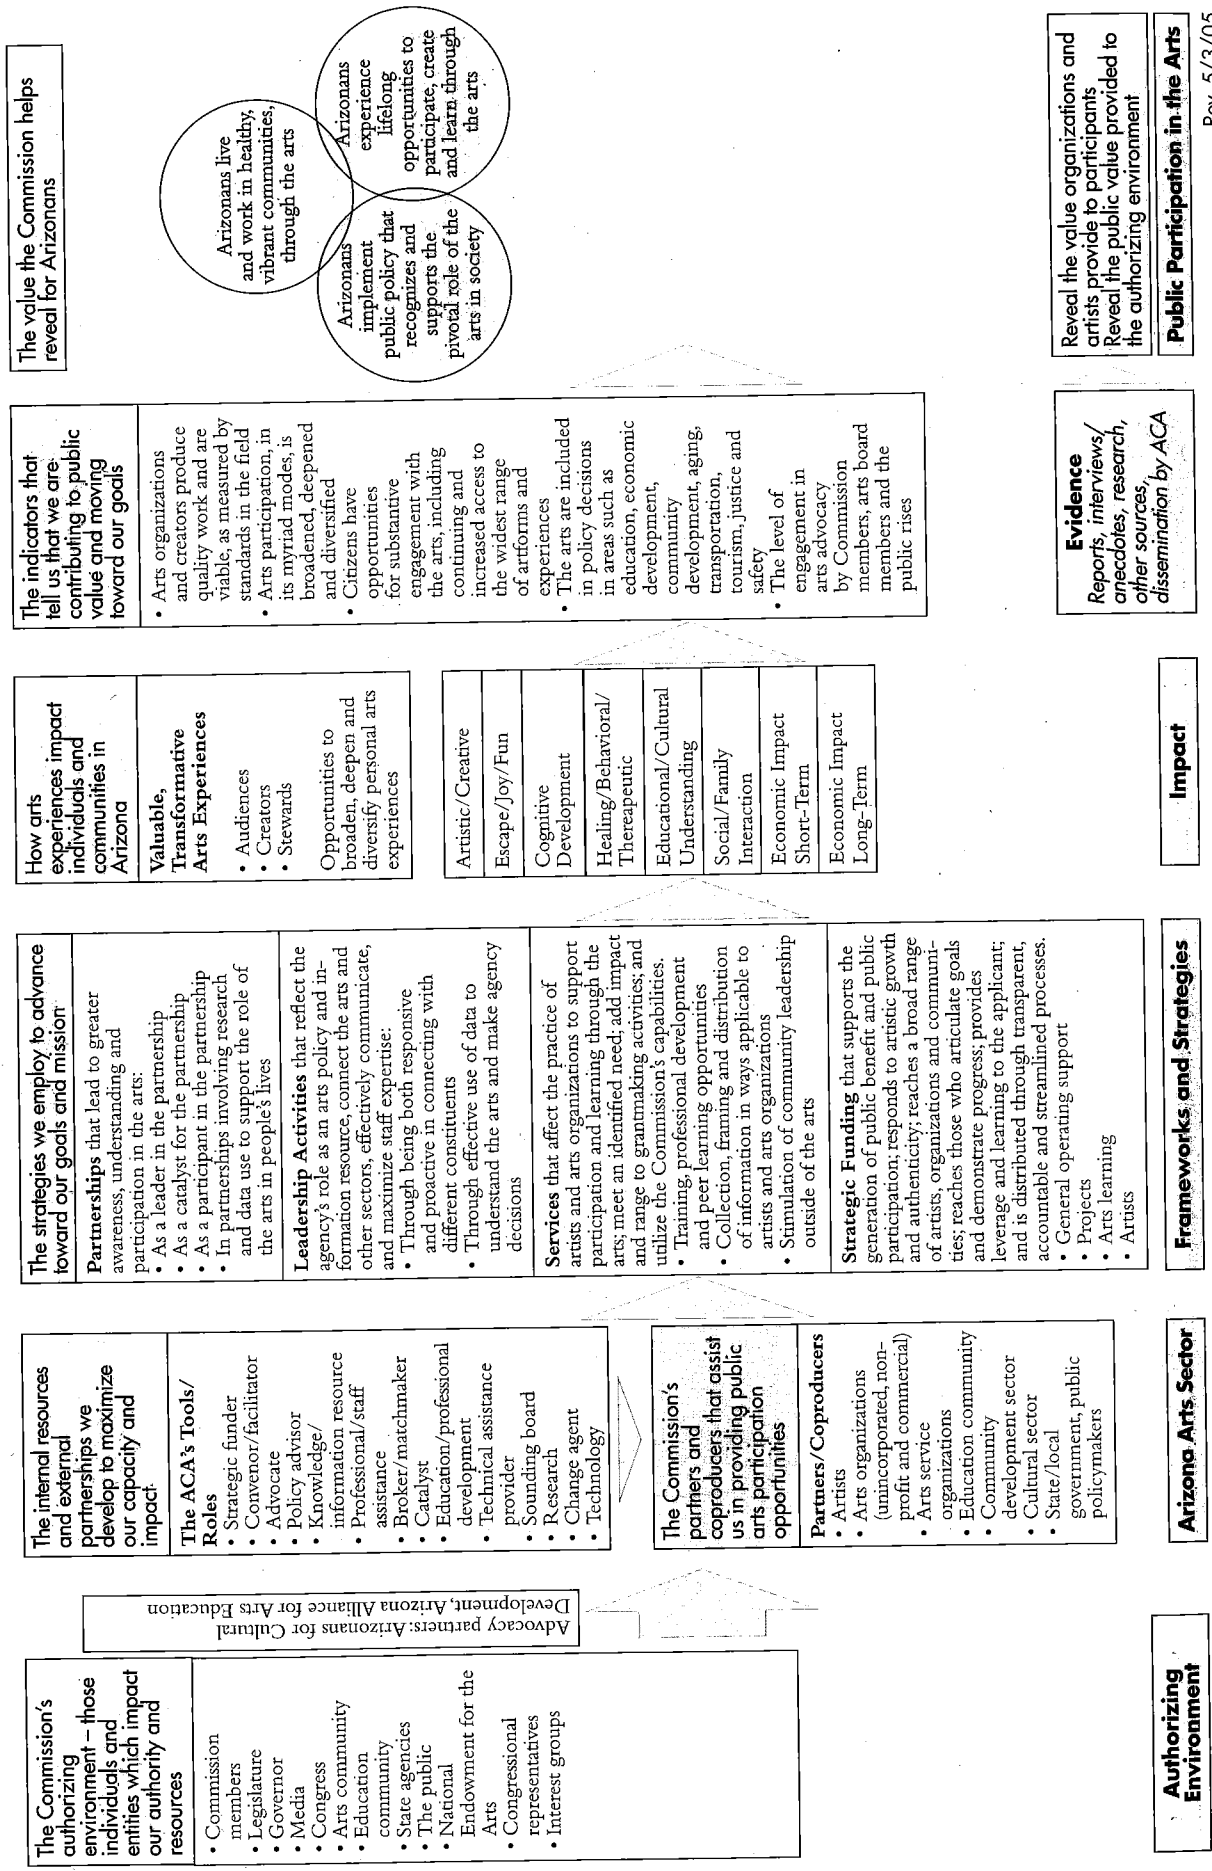 The Commission's
authorizing
environment – those
individuals and
entities which impact
our authority and
resources
• Commission
members
• Legislature
• Governor
• Media
• Congress
• Arts community
• Education
community
• State agencies
• The public
• National
Endowment for the
Arts
• Congressional
representatives
• Interest groups
Authorizing
Environment
Advocacy partners: Arizonans for Cultural
Development, Arizona Alliance for Arts Education
The internal resources
and external
partnerships we
develop to maximize
our capacity and
impact
The ACA's Tools/
Roles
• Strategic funder
• Convenor/facilitator
• Advocate
• Policy advisor
• Knowledge/
information resource
• Professional/staff
assistance
• Broker/matchmaker
• Catalyst
• Education/professional
development
• Technical assistance
provider
• Sounding board
• Research
• Change agent
• Technology
The Commission's
partners and
coproducers that assist
us in providing public
arts participation
opportunities
Partners/Coproducers
• Artists
• Arts organizations
(unincorporated, non-
profit and commercial)
• Arts service
organizations
• Education community
• Community
development sector
• Cultural sector
• State/local
government, public
policymakers
Arizona Arts Sector
The strategies we employ to advance
toward our goals and mission
Partnerships that lead to greater
awareness, understanding and
participation in the arts:
• As a leader in the partnership
• As a catalyst for the partnership
• As a participant in the partnership
• In partnerships involving research
and data use to support the role of
the arts in people's lives
Leadership Activities that reflect the
agency's role as an arts policy and in-
formation resource, connect the arts and
other sectors, effectively communicate,
and maximize staff expertise:
• Through being both responsive
and proactive in connecting with
different constituents
• Through effective use of data to
understand the arts and make agency
decisions
Services that affect the practice of
artists and arts organizations to support
participation and learning through the
arts; meet an identified need; add impact
and range to grantmaking activities; and
utilize the Commission's capabilities.
• Training, professional development
and peer learning opportunities
• Collection, framing and distribution
of information in ways applicable to
artists and arts organizations
• Stimulation of community leadership
outside of the arts
Strategic Funding that supports the
generation of public benefit and public
participation; responds to artistic growth
and authenticity; reaches a broad range
of artists, organizations and communi-
ties; reaches those who articulate goals
and demonstrate progress; provides
leverage and learning to the applicant;
and is distributed through transparent,
accountable and streamlined processes.
• General operating support
• Projects
• Arts learning
• Artists
Frameworks and Strategies
How arts
experiences impact
individuals and
communities in
Arizona
Valuable,
Transformative
Arts Experiences
• Audiences
• Creators
• Stewards
Opportunities to
broaden, deepen and
diversify personal arts
experiences
Artistic/Creative
Escape/Joy/Fun
Cognitive
Development
Healing/Behavioral/
Thereapeutic
Educational/Cultural
Understanding
Social/Family
Interaction
Economic Impact
Short-Term
Economic Impact
Long-Term
Impact
The indicators that
tell us that we are
contributing to public
value and moving
toward our goals
• Arts organizations
and creators produce
quality work and are
viable, as measured by
standards in the field
• Arts participation, in
its myriad modes, is
broadened, deepened
and diversified
• Citizens have
opportunities
for substantive
engagement with
the arts, including
continuing and
increased access to
the widest range
of artforms and
experiences
• The arts are included
in policy decisions
in areas such as
education, economic
development,
community
development, aging,
transportation,
tourism, justice and
safety
• The level of
engagement in
arts advocacy
by Commission
members, arts board
members and the
public rises
Evidence
Reports, interviews/
anecdotes, research,
other sources,
dissemination by ACA
The value the Commission helps
reveal for Arizonans
Arizonans live
and work in healthy,
vibrant communities,
through the arts
Arizonans
implement
public policy that
recognizes and
supports the
pivotal role of the
arts in society
Arizonans
experience
lifelong
opportunities to
participate, create
and learn through
the arts
Reveal the value organizations and
artists provide to participants
Reveal the public value provided to
the authorizing environment
Public Participation in the Arts
Rev. 5/3/05